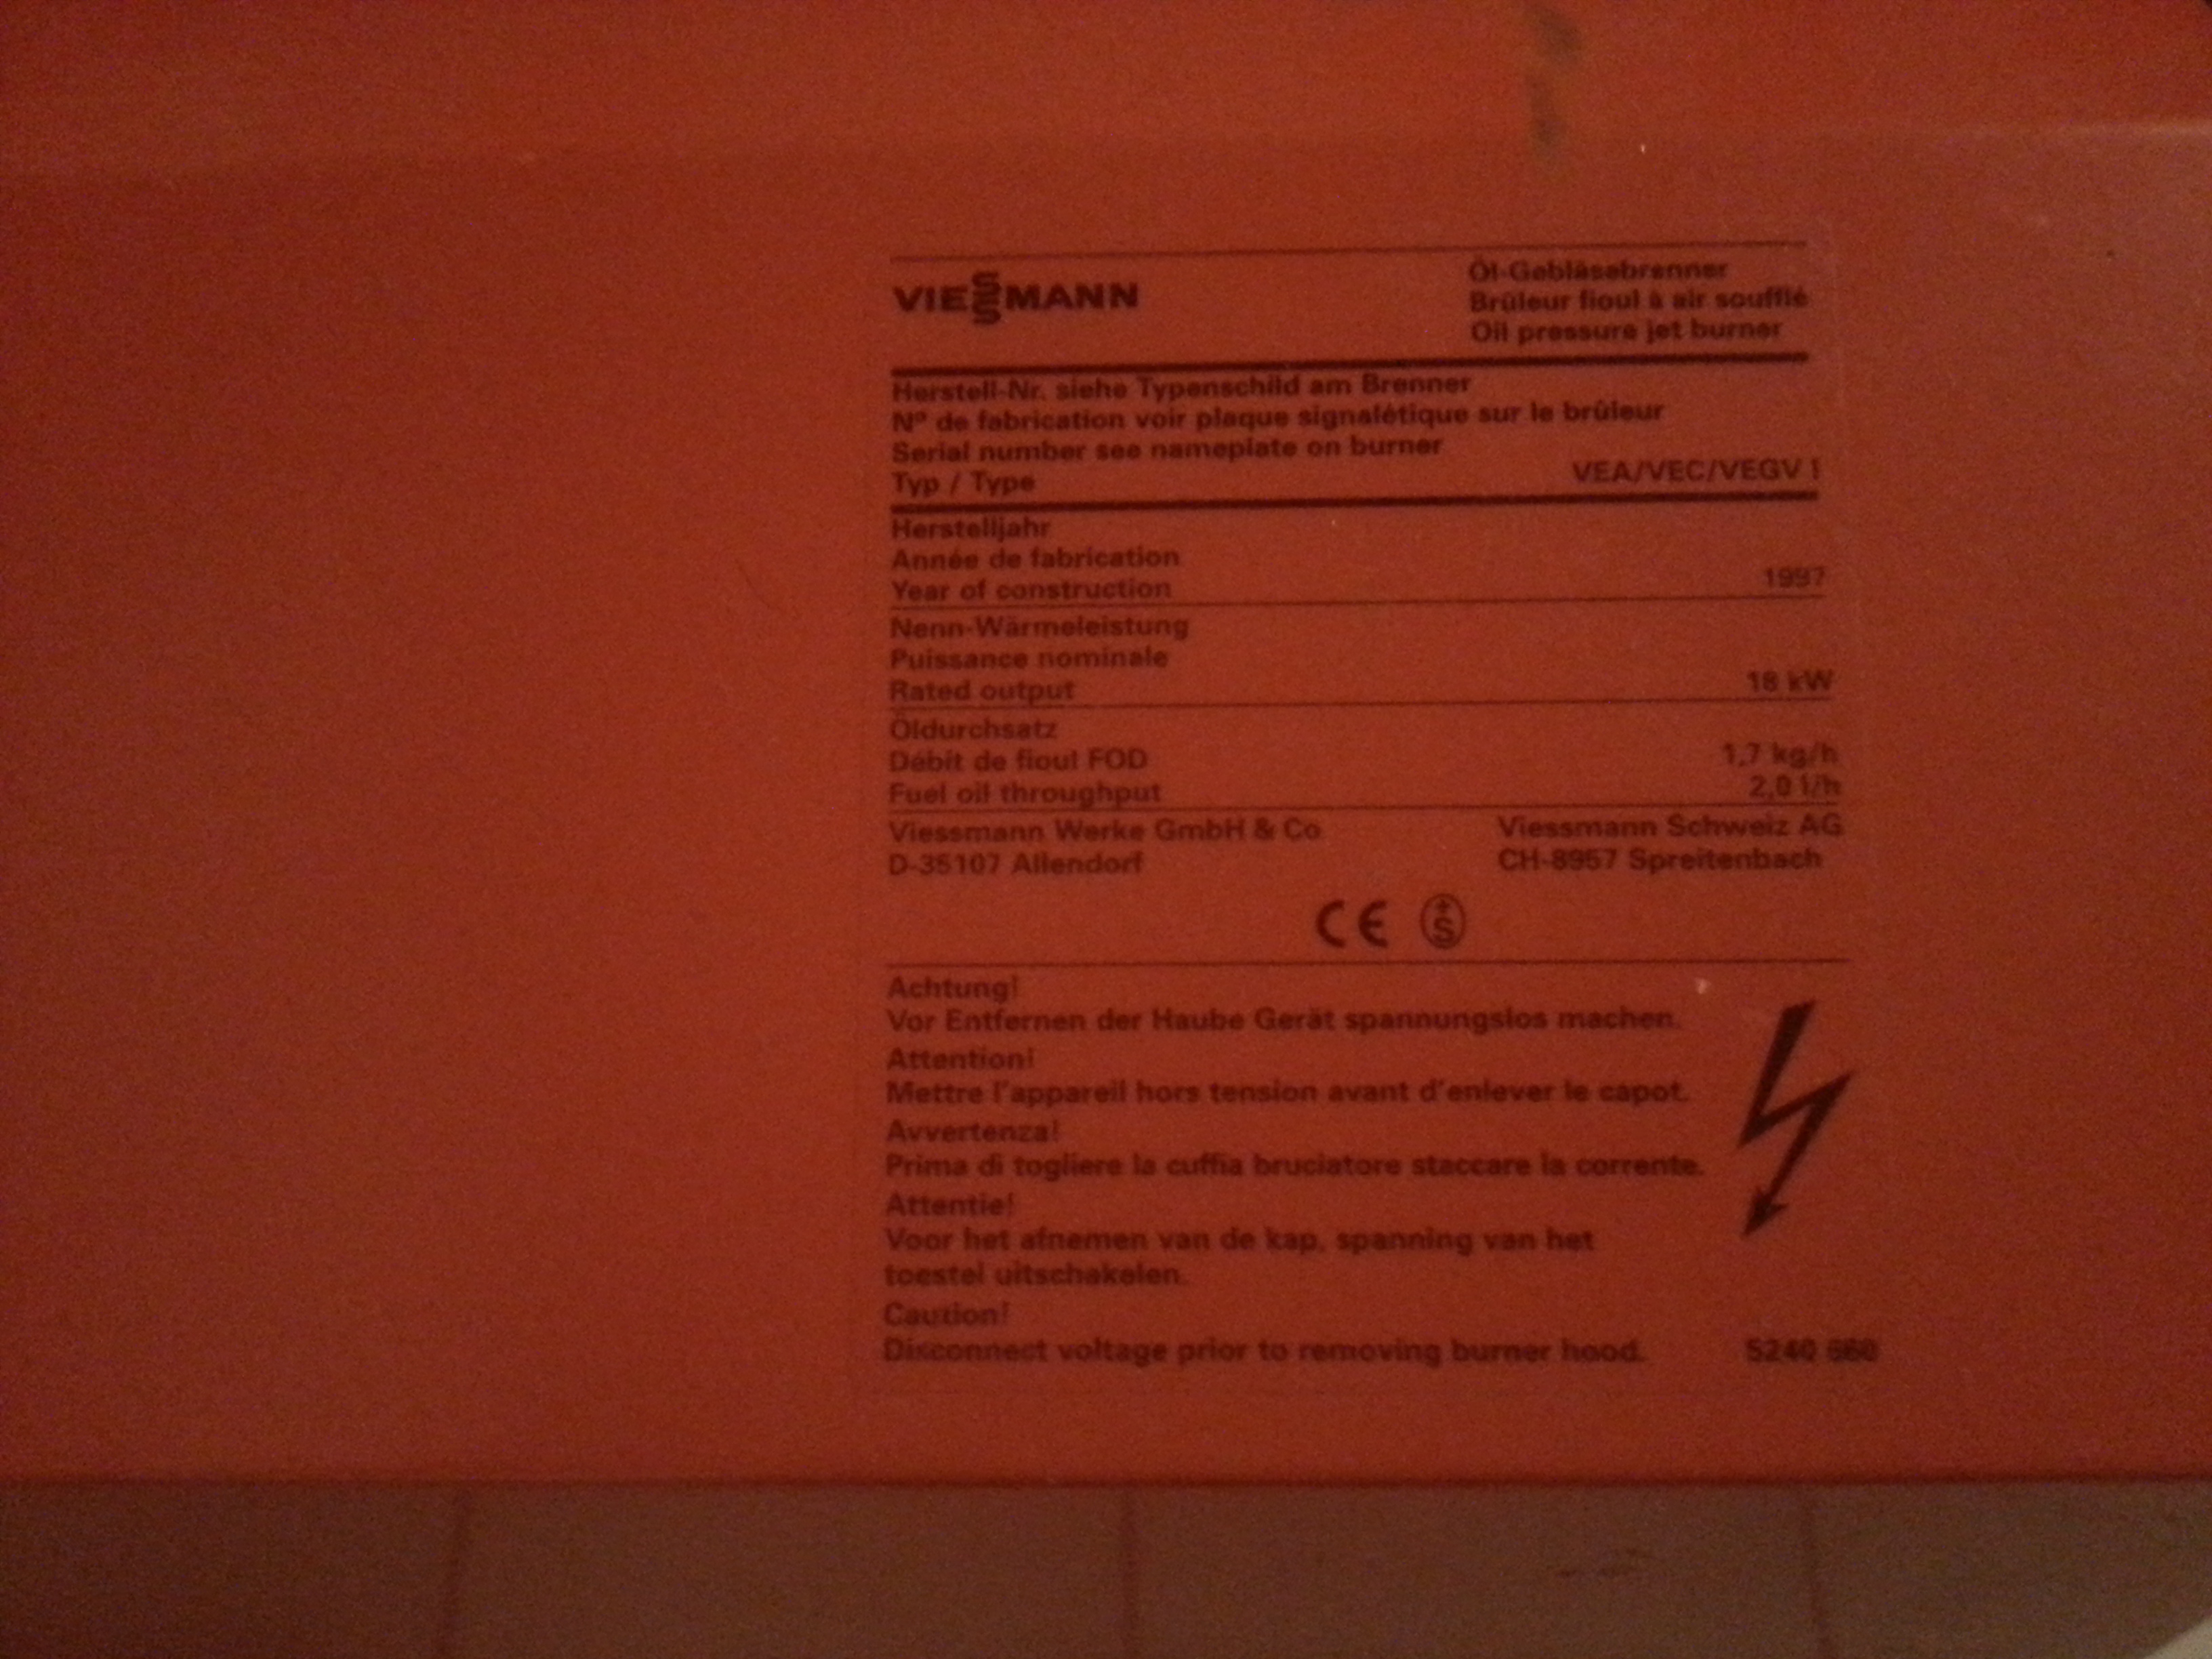 VIESSMANN
Öl-Gebläsebrenner
Brûleur fioul à air soufflé
Oil pressure jet burner
Herstell-Nr. siehe Typenschild am Brenner
Nº de fabrication voir plaque signalétique sur le brûleur
Serial number see nameplate on burner
Typ / Type VEA/VEC/VEGV I
Herstelljahr
Année de fabrication
Year of construction 1997
Nenn-Wärmeleistung
Puissance nominale
Rated output 18 kW
Öldurchsatz
Débit de fioul FOD 1,7 kg/h
Fuel oil throughput 2,0 l/h
Viessmann Werke GmbH & Co
D-35107 Allendorf
Viessmann Schweiz AG
CH-8957 Spreitenbach
CE +S
Achtung!
Vor Entfernen der Haube Gerät spannungslos machen.
Attention!
Mettre l'appareil hors tension avant d'enlever le capot.
Avvertenza!
Prima di togliere la cuffia bruciatore staccare la corrente.
Attentie!
Voor het afnemen van de kap, spanning van het
toestel uitschakelen.
Caution!
Disconnect voltage prior to removing burner hood. 5240